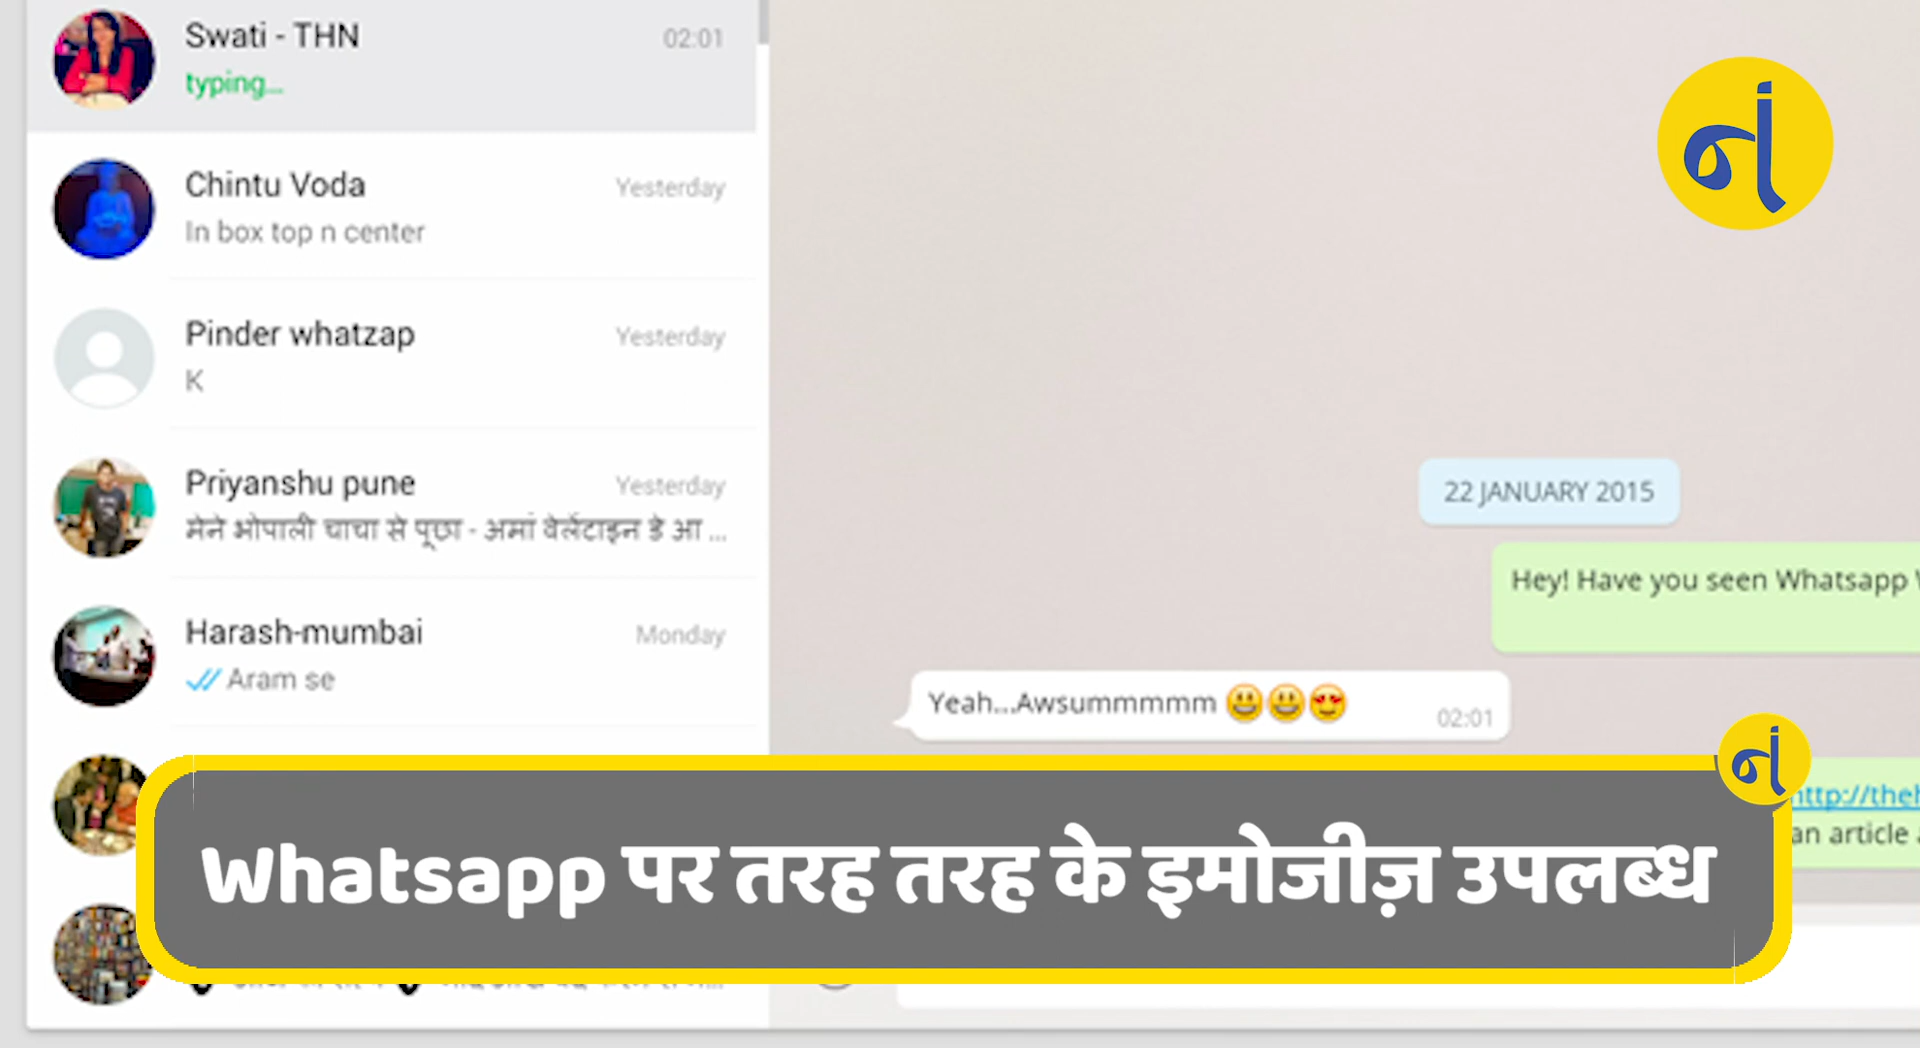 Swati - THN
02:01
typing...
Chintu Voda
Yesterday
In box top n center
Pinder whatzap
Yesterday
K
Priyanshu pune
Yesterday
मेने भोपाली चाचा से पूछा - अमां वेलेंटाइन डे आ ...
Harash-mumbai
Monday
Aram se
22 JANUARY 2015
Hey! Have you seen Whatsapp
Yeah...Awsummmmm 😃😃😍
02:01
http://theh
an article
Whatsapp पर तरह तरह के इमोजीज़ उपलब्ध